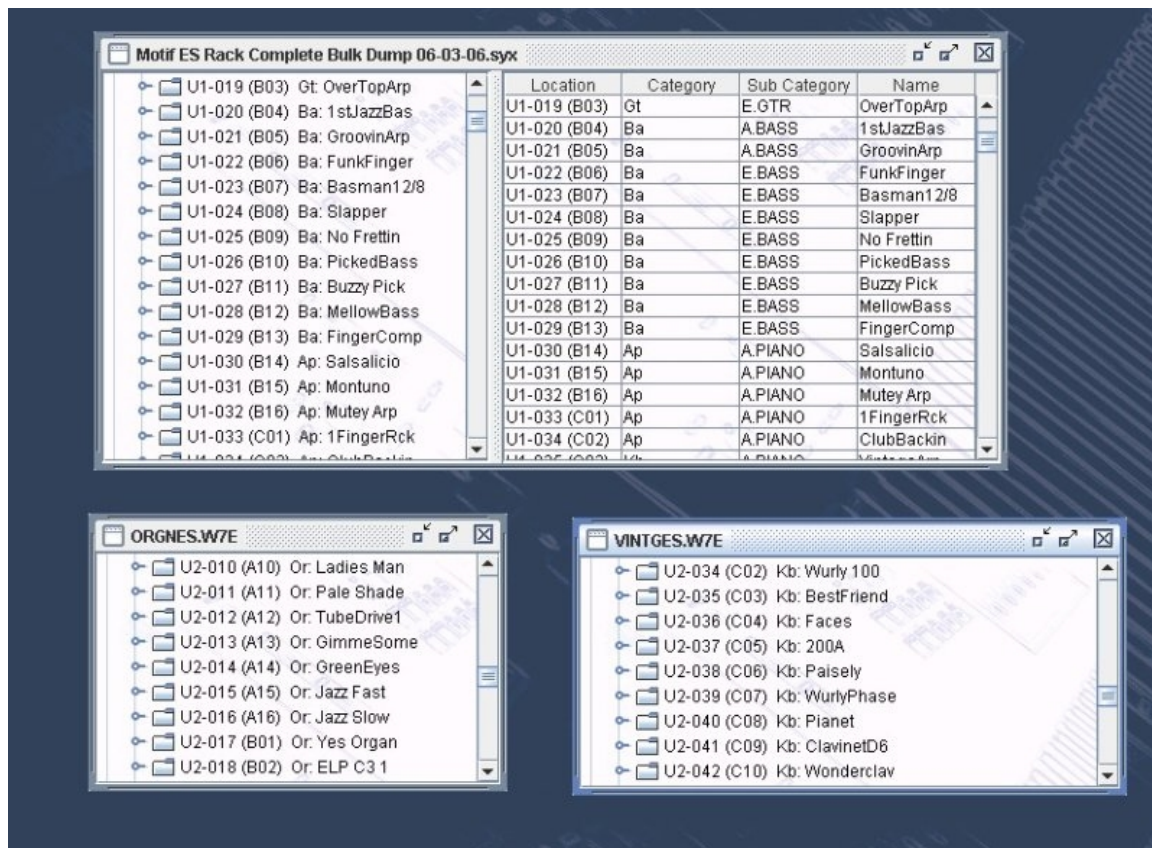 Motif ES Rack Complete Bulk Dump 06-03-06.syx
U1-019 (B03) Gt: OverTopArp
U1-020 (B04) Ba: 1stJazzBas
U1-021 (B05) Ba: GroovinArp
U1-022 (B06) Ba: FunkFinger
U1-023 (B07) Ba: Basman12/8
U1-024 (B08) Ba: Slapper
U1-025 (B09) Ba: No Frettin
U1-026 (B10) Ba: PickedBass
U1-027 (B11) Ba: Buzzy Pick
U1-028 (B12) Ba: MellowBass
U1-029 (B13) Ba: FingerComp
U1-030 (B14) Ap: Salsalicio
U1-031 (B15) Ap: Montuno
U1-032 (B16) Ap: Mutey Arp
U1-033 (C01) Ap: 1FingerRck
Location Category Sub Category Name
U1-019 (B03) Gt E.GTR OverTopArp
U1-020 (B04) Ba A.BASS 1stJazzBas
U1-021 (B05) Ba A.BASS GroovinArp
U1-022 (B06) Ba E.BASS FunkFinger
U1-023 (B07) Ba E.BASS Basman12/8
U1-024 (B08) Ba E.BASS Slapper
U1-025 (B09) Ba E.BASS No Frettin
U1-026 (B10) Ba E.BASS PickedBass
U1-027 (B11) Ba E.BASS Buzzy Pick
U1-028 (B12) Ba E.BASS MellowBass
U1-029 (B13) Ba E.BASS FingerComp
U1-030 (B14) Ap A.PIANO Salsalicio
U1-031 (B15) Ap A.PIANO Montuno
U1-032 (B16) Ap A.PIANO Mutey Arp
U1-033 (C01) Ap A.PIANO 1FingerRck
U1-034 (C02) Ap A.PIANO ClubBackin
ORGNES.W7E
U2-010 (A10) Or: Ladies Man
U2-011 (A11) Or: Pale Shade
U2-012 (A12) Or: TubeDrive1
U2-013 (A13) Or: GimmeSome
U2-014 (A14) Or: GreenEyes
U2-015 (A15) Or: Jazz Fast
U2-016 (A16) Or: Jazz Slow
U2-017 (B01) Or: Yes Organ
U2-018 (B02) Or: ELP C3 1
VINTGES.W7E
U2-034 (C02) Kb: Wurly 100
U2-035 (C03) Kb: BestFriend
U2-036 (C04) Kb: Faces
U2-037 (C05) Kb: 200A
U2-038 (C06) Kb: Paisely
U2-039 (C07) Kb: WurlyPhase
U2-040 (C08) Kb: Pianet
U2-041 (C09) Kb: ClavinetD6
U2-042 (C10) Kb: Wonderclav